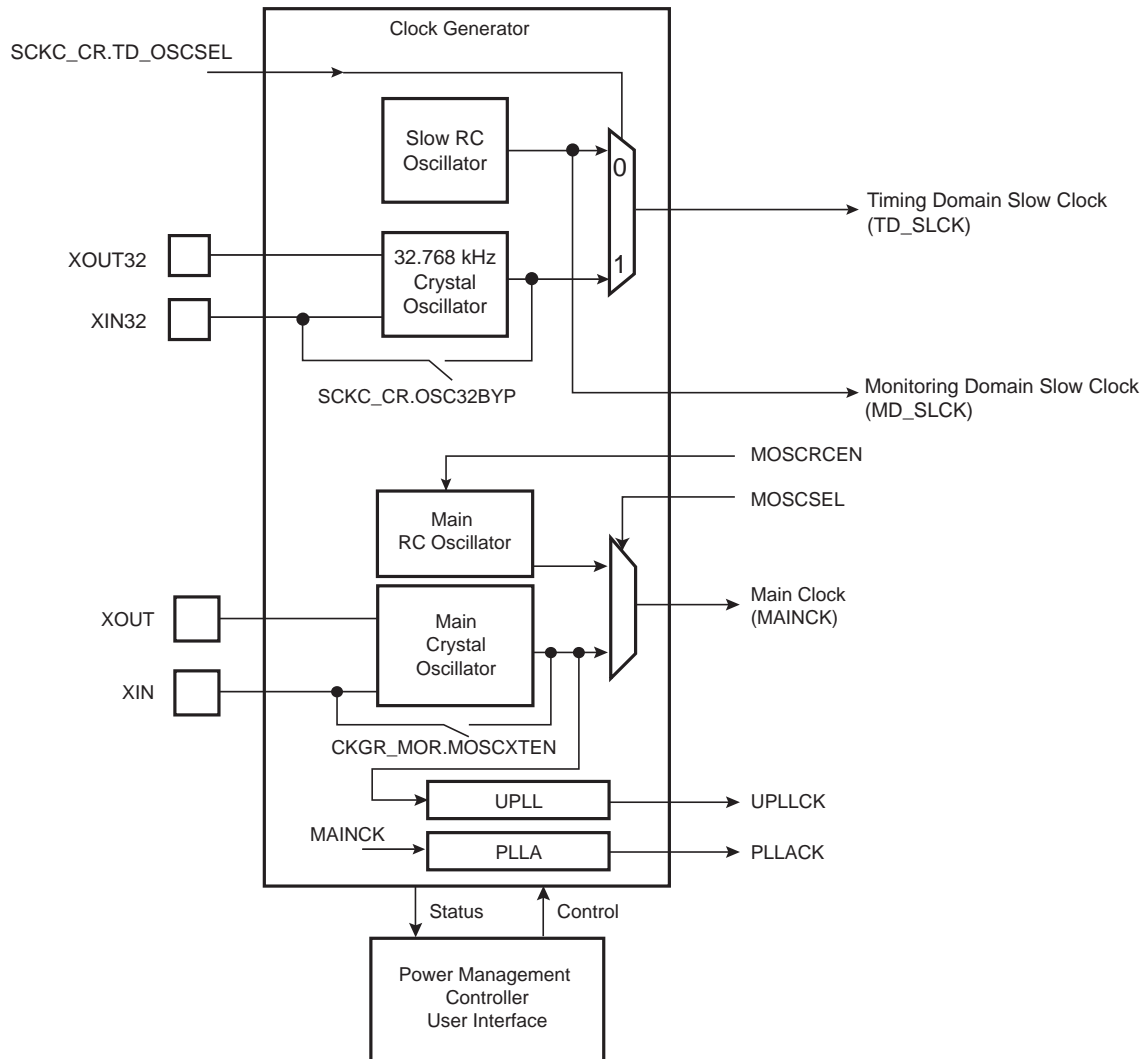 Clock Generator
SCKC_CR.TD_OSCSEL
Slow RC
Oscillator
0
Timing Domain Slow Clock
(TD_SLCK)
XOUT32
32.768 kHz
Crystal
Oscillator
1
XIN32
SCKC_CR.OSC32BYP
Monitoring Domain Slow Clock
(MD_SLCK)
MOSCRCEN
MOSCSEL
Main
RC Oscillator
XOUT
Main
Crystal
Oscillator
Main Clock
(MAINCK)
XIN
CKGR_MOR.MOSCXTEN
UPLL
UPLLCK
MAINCK
PLLA
PLLACK
Status
Control
Power Management
Controller
User Interface